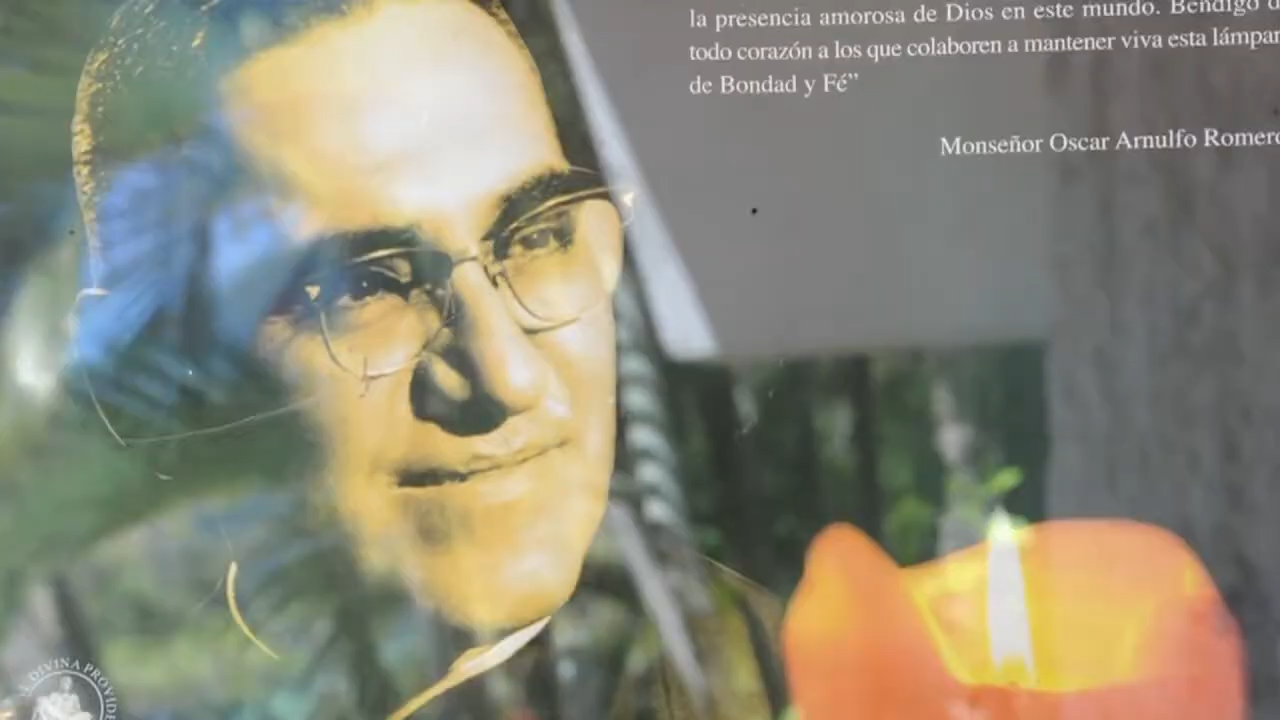 la presencia amorosa de Dios en este mundo. Bendigo
todo corazón a los que colaboren a mantener viva esta
de Bondad y Fé”
Monseñor Oscar Arnulfo Romero
DIVINA